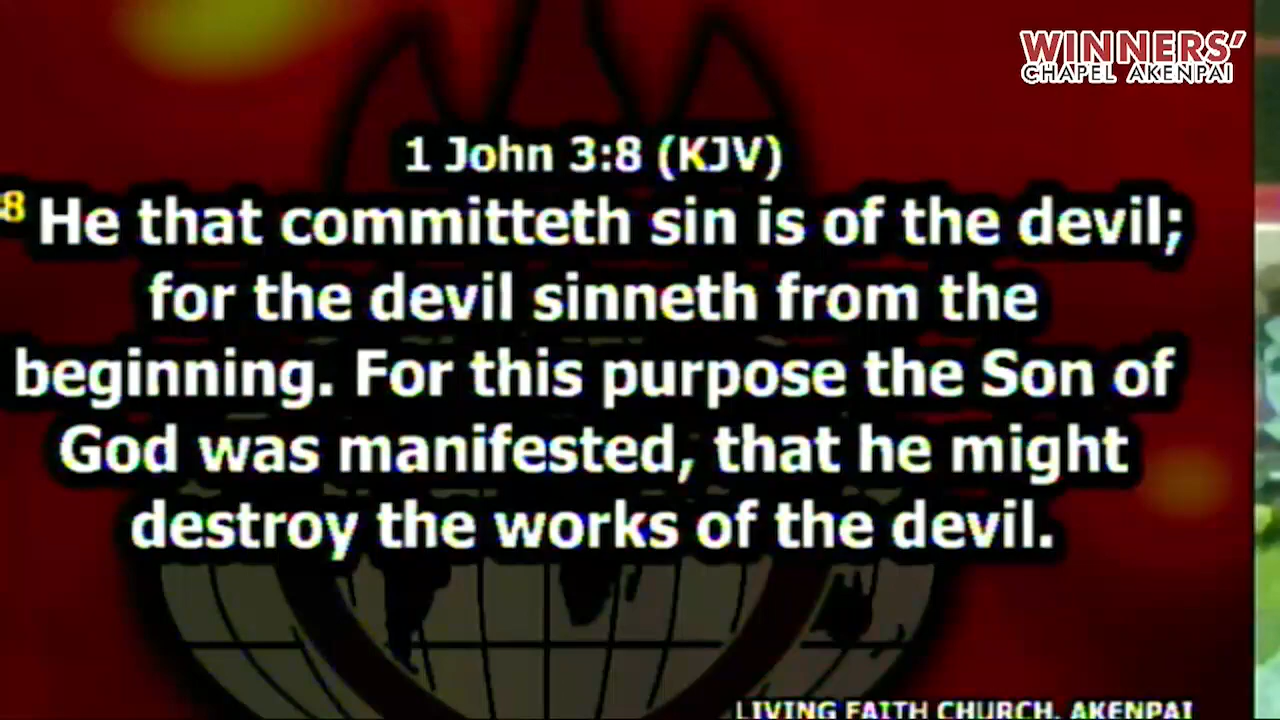 WINNERS'
CHAPEL AKENPAI
1 John 3:8 (KJV)
8 He that committeth sin is of the devil;
for the devil sinneth from the
beginning. For this purpose the Son of
God was manifested, that he might
destroy the works of the devil.
LIVING FAITH CHURCH, AKENPAI